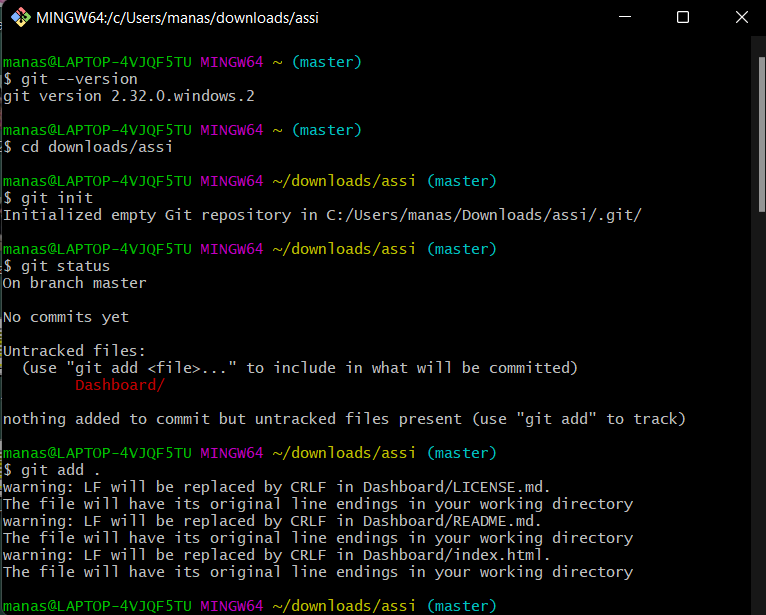 MINGW64:/c/Users/manas/downloads/assi
manas@LAPTOP-4VJQF5TU MINGW64 ~ (master)
$ git --version
git version 2.32.0.windows.2
manas@LAPTOP-4VJQF5TU MINGW64 ~ (master)
$ cd downloads/assi
manas@LAPTOP-4VJQF5TU MINGW64 ~/downloads/assi (master)
$ git init
Initialized empty Git repository in C:/Users/manas/Downloads/assi/.git/
manas@LAPTOP-4VJQF5TU MINGW64 ~/downloads/assi (master)
$ git status
On branch master
No commits yet
Untracked files:
(use "git add <file>..." to include in what will be committed)
Dashboard/
nothing added to commit but untracked files present (use "git add" to track)
manas@LAPTOP-4VJQF5TU MINGW64 ~/downloads/assi (master)
$ git add .
warning: LF will be replaced by CRLF in Dashboard/LICENSE.md.
The file will have its original line endings in your working directory
warning: LF will be replaced by CRLF in Dashboard/README.md.
The file will have its original line endings in your working directory
warning: LF will be replaced by CRLF in Dashboard/index.html.
The file will have its original line endings in your working directory
manas@LAPTOP-4VJQF5TU MINGW64 ~/downloads/assi (master)